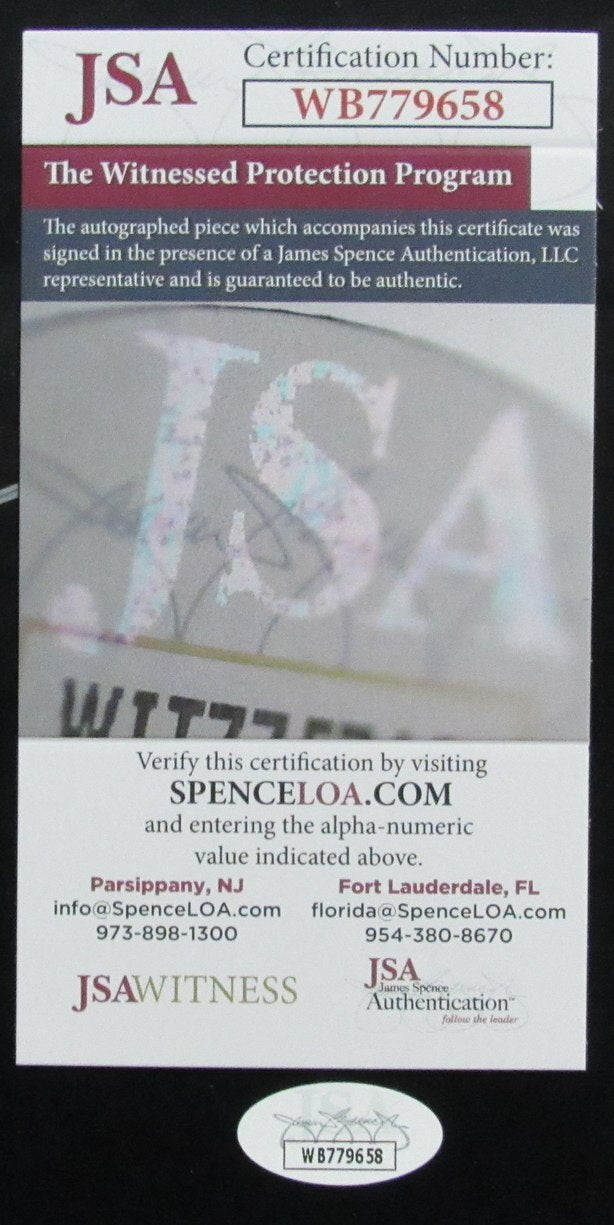 JSA
Certification Number:
WB779658
The Witnessed Protection Program
The autographed piece which accompanies this certificate was
signed in the presence of a James Spence Authentication, LLC
representative and is guaranteed to be authentic.
JSA
Verify this certification by visiting
SPENCELOA.COM
and entering the alpha-numeric
value indicated above.
Parsippany, NJ
info@SpenceLOA.com
973-898-1300
Fort Lauderdale, FL
florida@SpenceLOA.com
954-380-8670
JSAWITNESS
JSA
James Spence
Authentication™
follow the leader
WB779658